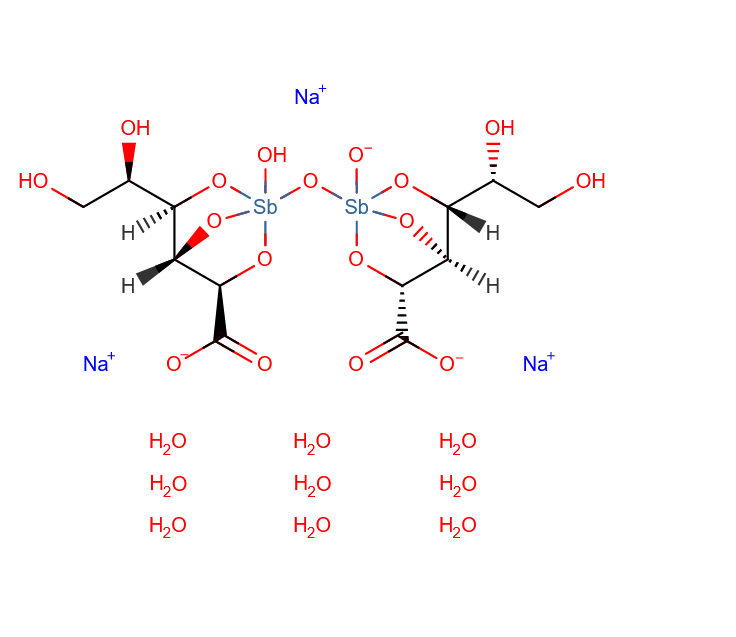 Na+
OH OH
HO O OH O− O OH
Sb O Sb
H O O H
H O O H
O− O O O−
Na+ Na+
H2O H2O H2O
H2O H2O H2O
H2O H2O H2O